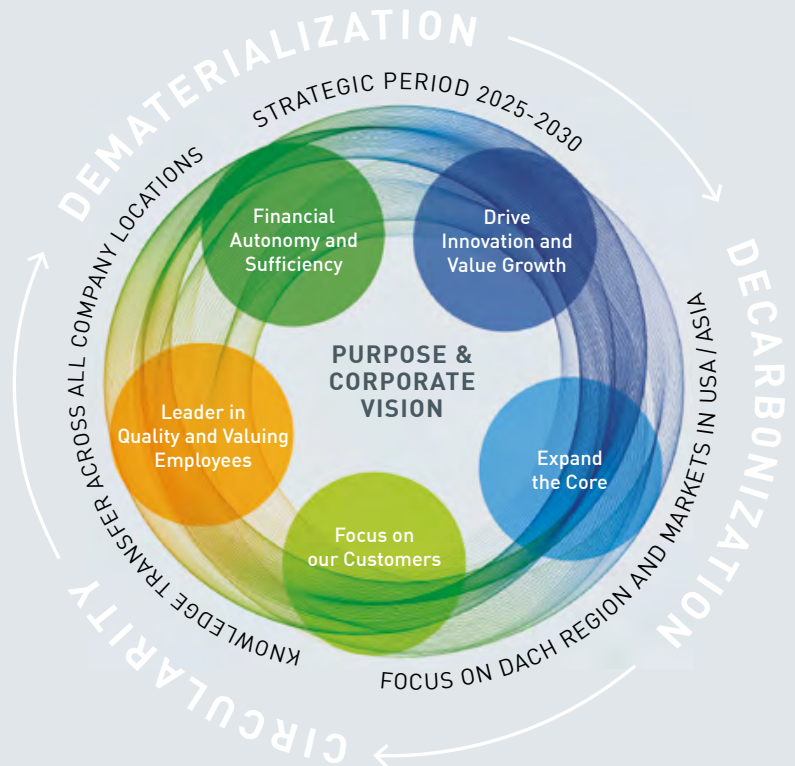 DEMATERIALIZATION
DECARBONIZATION
CIRCULARITY
STRATEGIC PERIOD 2025-2030
FOCUS ON DACH REGION AND MARKETS IN USA / ASIA
KNOWLEDGE TRANSFER ACROSS ALL COMPANY LOCATIONS
Financial
Autonomy and
Sufficiency
Drive
Innovation and
Value Growth
PURPOSE &
CORPORATE
VISION
Leader in
Quality and Valuing
Employees
Expand
the Core
Focus on
our Customers